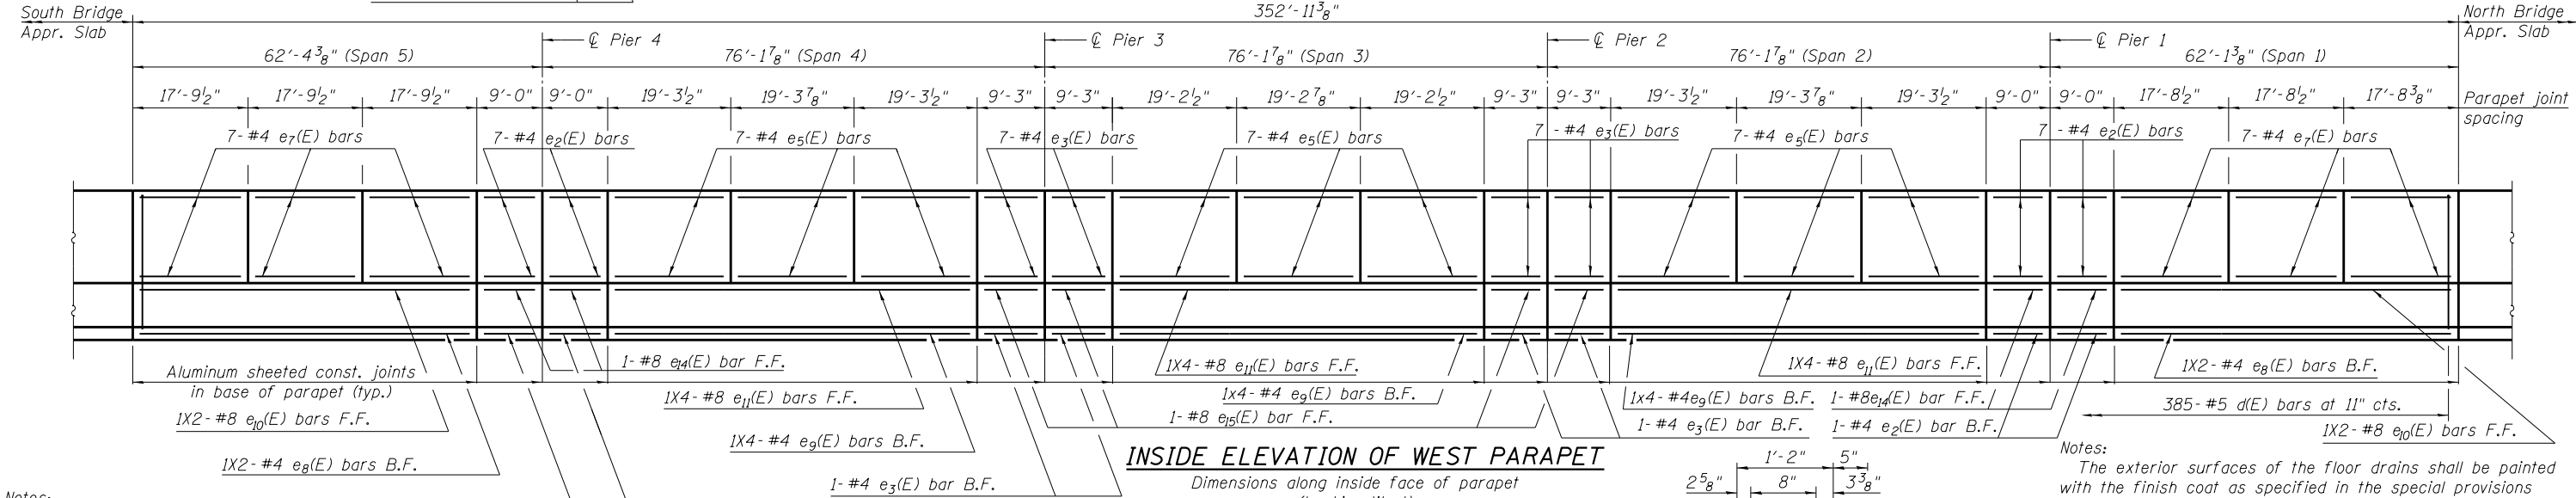 South Bridge
Appr. Slab
352'-11 3/8"
North Bridge
Appr. Slab
℄ Pier 4
℄ Pier 3
℄ Pier 2
℄ Pier 1
62'-4 3/8" (Span 5)
76'-1 7/8" (Span 4)
76'-1 7/8" (Span 3)
76'-1 7/8" (Span 2)
62'-1 3/8" (Span 1)
17'-9 1/2" 17'-9 1/2" 17'-9 1/2" 9'-0" 9'-0" 19'-3 1/2" 19'-3 7/8" 19'-3 1/2" 9'-3" 9'-3" 19'-2 1/2" 19'-2 7/8" 19'-2 1/2" 9'-3" 9'-3" 19'-3 1/2" 19'-3 7/8" 19'-3 1/2" 9'-0" 9'-0" 17'-8 1/2" 17'-8 1/2" 17'-8 3/8"
Parapet joint
spacing
7-#4 e7(E) bars
7-#4 e2(E) bars
7-#4 e5(E) bars
7-#4 e3(E) bars
7-#4 e5(E) bars
7 -#4 e3(E) bars
7-#4 e5(E) bars
7 -#4 e2(E) bars
7-#4 e7(E) bars
Aluminum sheeted const. joints
in base of parapet (typ.)
1X2-#8 e10(E) bars F.F.
1X2-#4 e8(E) bars B.F.
1-#8 e14(E) bar F.F.
1X4-#8 e11(E) bars F.F.
1X4-#4 e9(E) bars B.F.
1-#4 e3(E) bar B.F.
1X4-#8 e11(E) bars F.F.
1x4-#4 e9(E) bars B.F.
1-#8 e15(E) bar F.F.
1X4-#8 e11(E) bars F.F.
1x4-#4e9(E) bars B.F.
1-#8e14(E) bar F.F.
1-#4 e3(E) bar B.F.
1-#4 e2(E) bar B.F.
1X2-#4 e8(E) bars B.F.
385-#5 d(E) bars at 11" cts.
1X2-#8 e10(E) bars F.F.
INSIDE ELEVATION OF WEST PARAPET
Dimensions along inside face of parapet
1'-2" 5"
2 5/8" 8" 3 3/8"
Notes:
The exterior surfaces of the floor drains shall be painted
with the finish coat as specified in the special provisions
Notes: